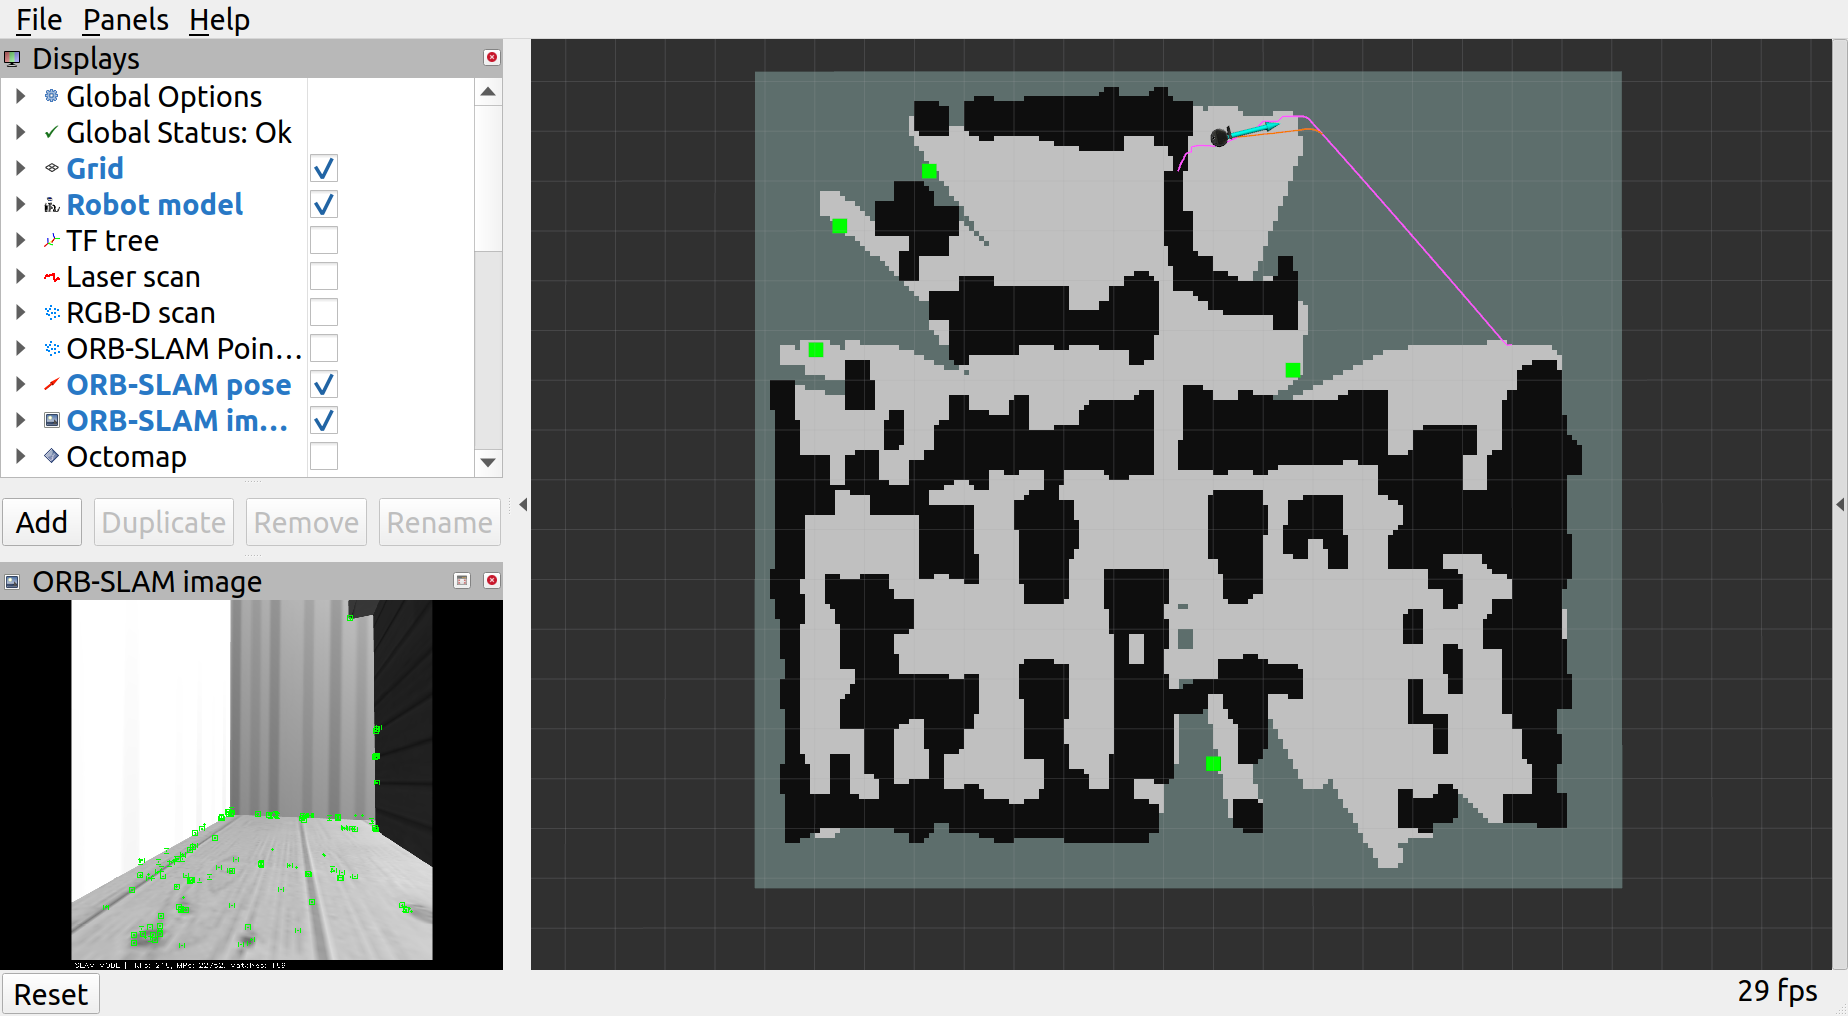 File Panels Help
Displays
Global Options
Global Status: Ok
Grid
Robot model
TF tree
Laser scan
RGB-D scan
ORB-SLAM Poin…
ORB-SLAM pose
ORB-SLAM im…
Octomap
Add Duplicate Remove Rename
ORB-SLAM image
SLAM MODE |
Reset
29 fps